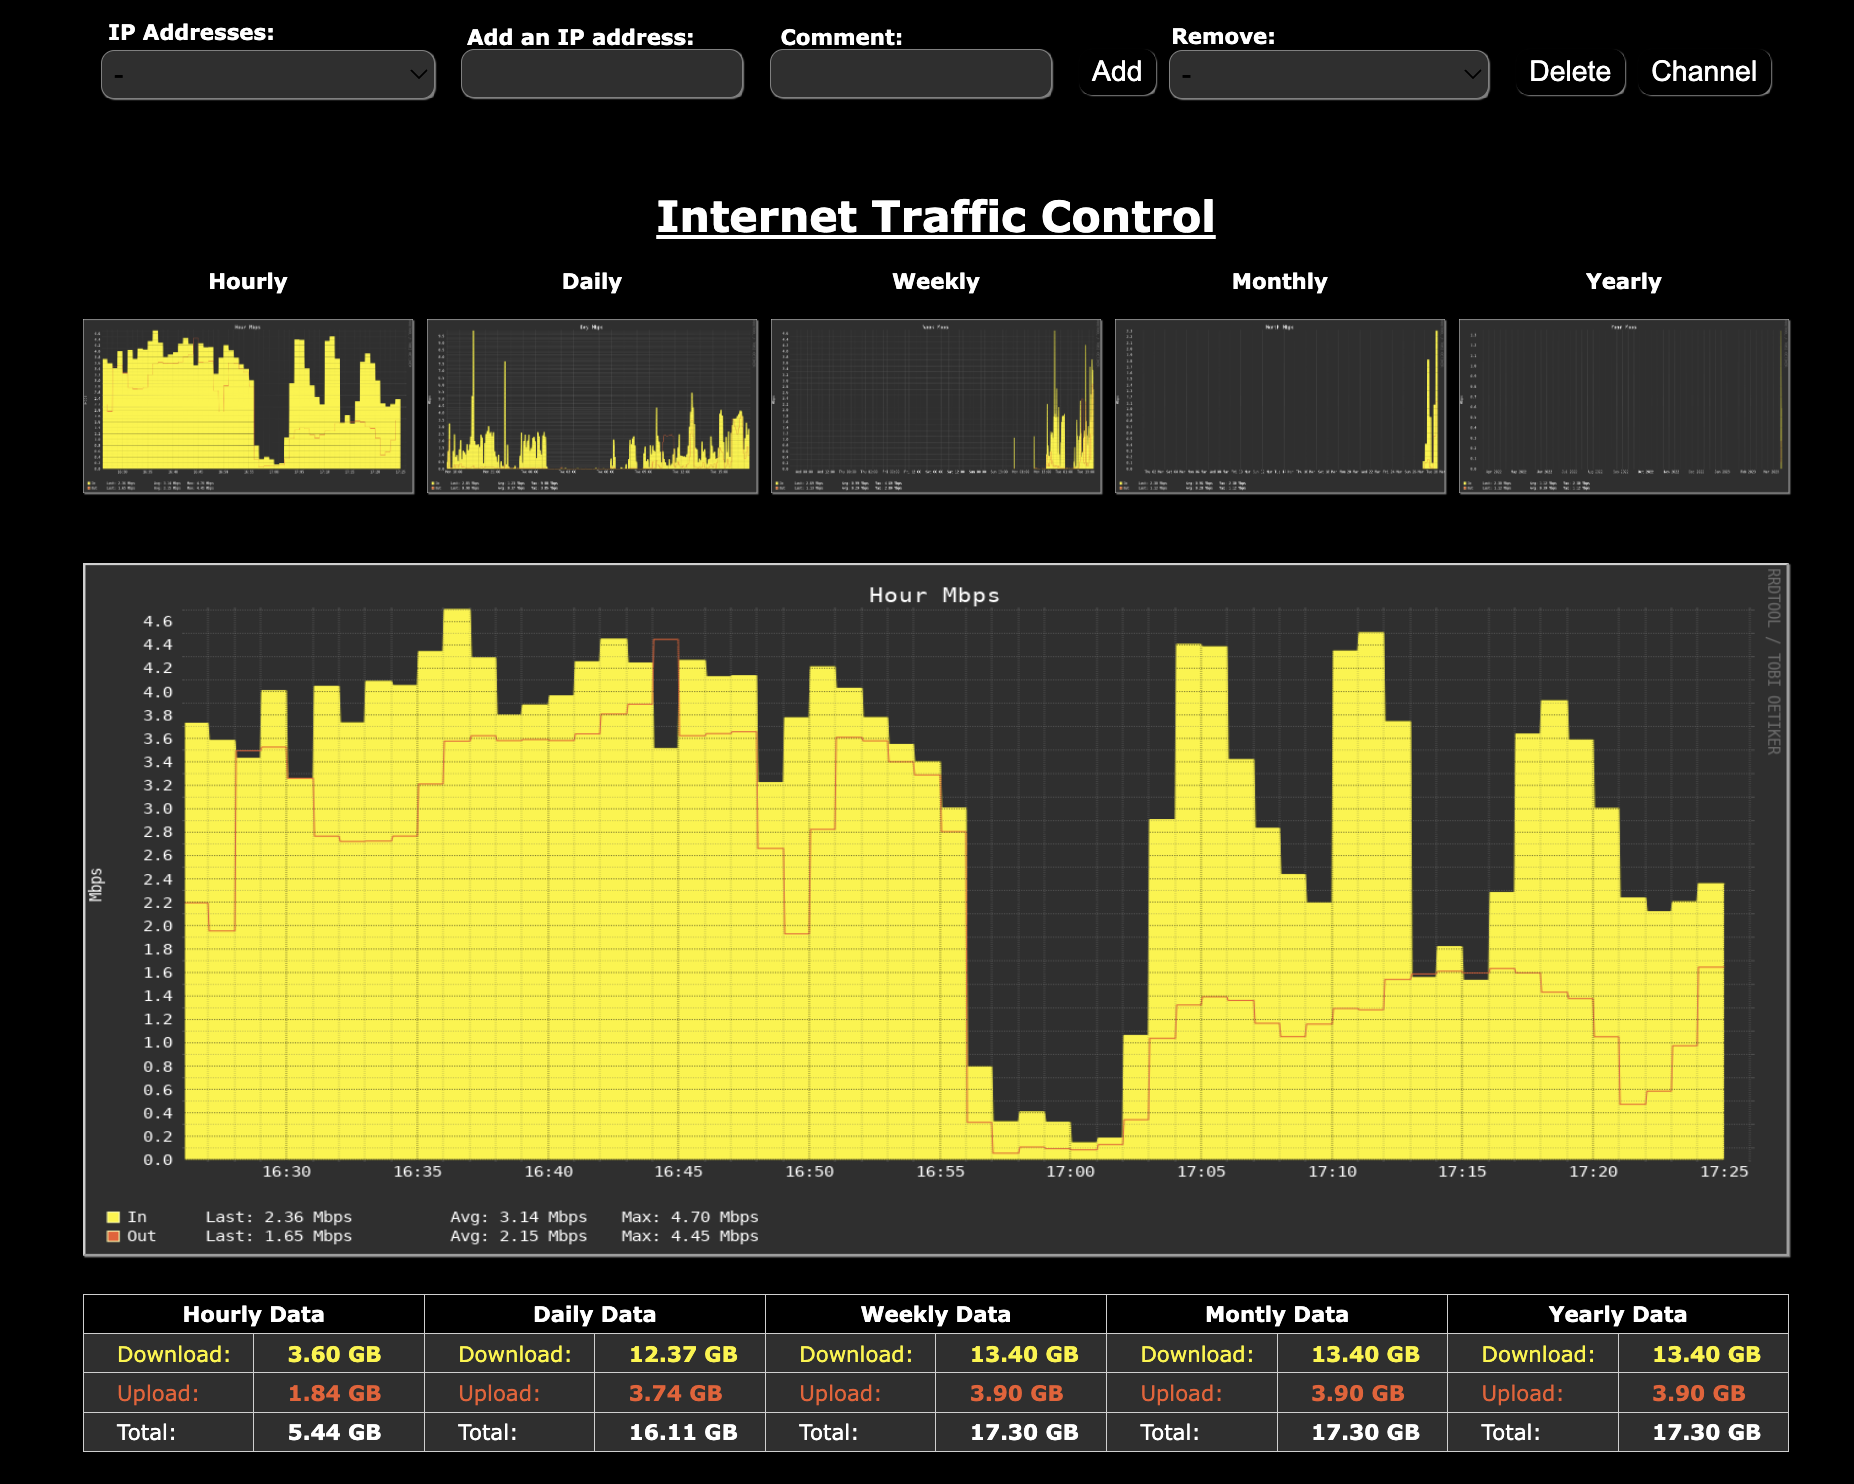 IP Addresses:
Add an IP address:
Comment:
Remove:
-
Add
-
Delete
Channel
Internet Traffic Control
Hourly
Daily
Weekly
Monthly
Yearly
Hour Mbps
RRDTOOL / TOBI OETIKER
Mbps
4.6
4.4
4.2
4.0
3.8
3.6
3.4
3.2
3.0
2.8
2.6
2.4
2.2
2.0
1.8
1.6
1.4
1.2
1.0
0.8
0.6
0.4
0.2
0.0
16:30 16:35 16:40 16:45 16:50 16:55 17:00 17:05 17:10 17:15 17:20 17:25
In Last: 2.36 Mbps Avg: 3.14 Mbps Max: 4.70 Mbps
Out Last: 1.65 Mbps Avg: 2.15 Mbps Max: 4.45 Mbps
Hourly Data Daily Data Weekly Data Montly Data Yearly Data
Download: 3.60 GB Download: 12.37 GB Download: 13.40 GB Download: 13.40 GB Download: 13.40 GB
Upload: 1.84 GB Upload: 3.74 GB Upload: 3.90 GB Upload: 3.90 GB Upload: 3.90 GB
Total: 5.44 GB Total: 16.11 GB Total: 17.30 GB Total: 17.30 GB Total: 17.30 GB